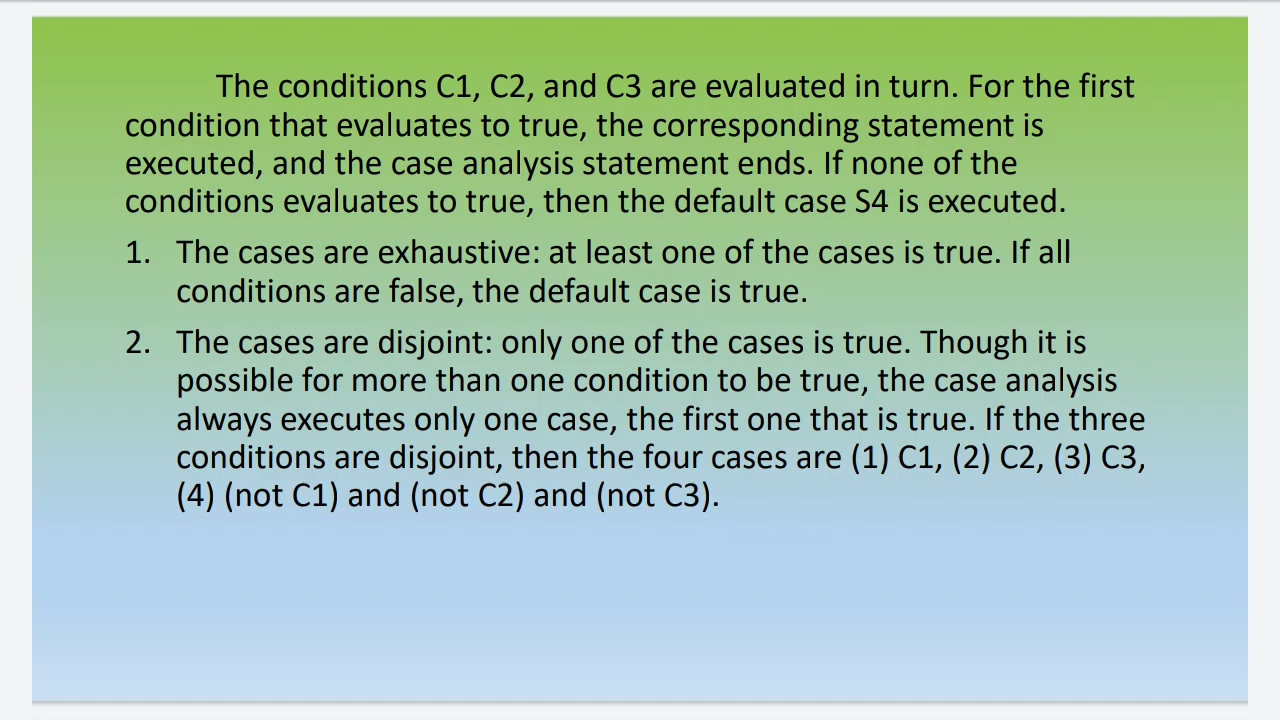 The conditions C1, C2, and C3 are evaluated in turn. For the first
condition that evaluates to true, the corresponding statement is
executed, and the case analysis statement ends. If none of the
conditions evaluates to true, then the default case S4 is executed.
1. The cases are exhaustive: at least one of the cases is true. If all
conditions are false, the default case is true.
2. The cases are disjoint: only one of the cases is true. Though it is
possible for more than one condition to be true, the case analysis
always executes only one case, the first one that is true. If the three
conditions are disjoint, then the four cases are (1) C1, (2) C2, (3) C3,
(4) (not C1) and (not C2) and (not C3).